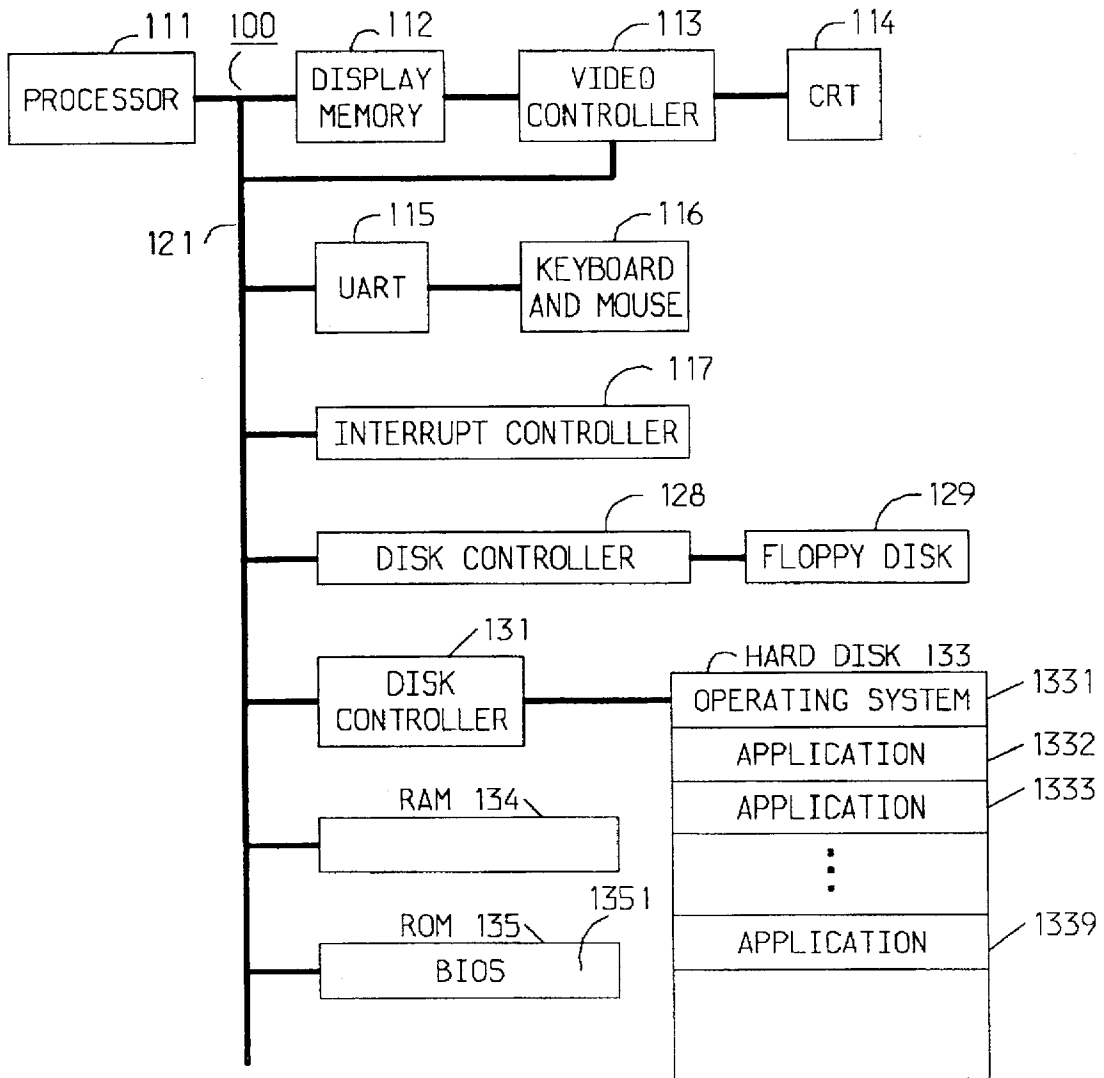 111
100
112
113
114
PROCESSOR
DISPLAY
MEMORY
VIDEO
CONTROLLER
CRT
121
115
116
UART
KEYBOARD
AND MOUSE
117
INTERRUPT CONTROLLER
128
129
DISK CONTROLLER
FLOPPY DISK
131
HARD DISK 133
DISK
CONTROLLER
OPERATING SYSTEM
1331
APPLICATION
1332
APPLICATION
1333
RAM 134
ROM 135
1351
BIOS
APPLICATION
1339